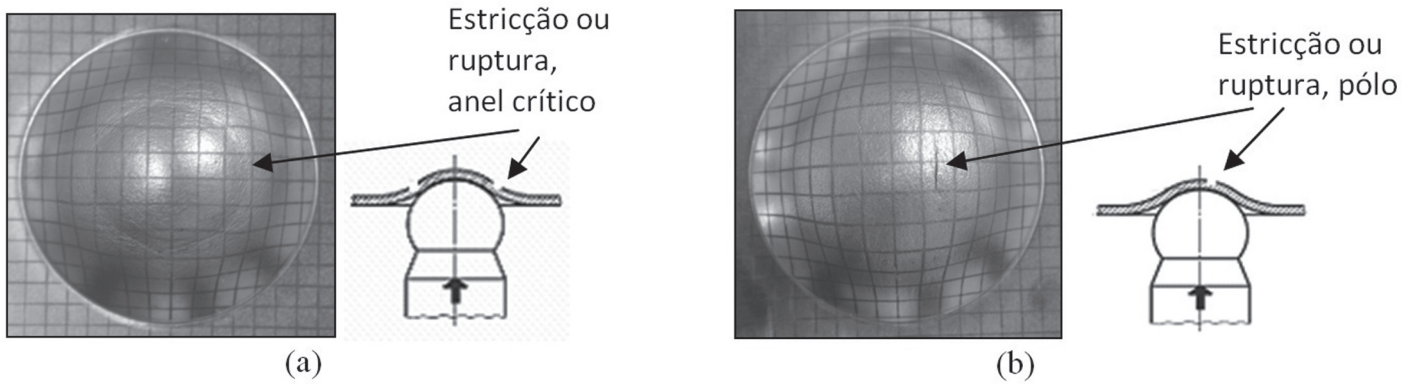 Estricção ou
ruptura,
anel crítico
(a)
Estricção ou
ruptura, pólo
(b)